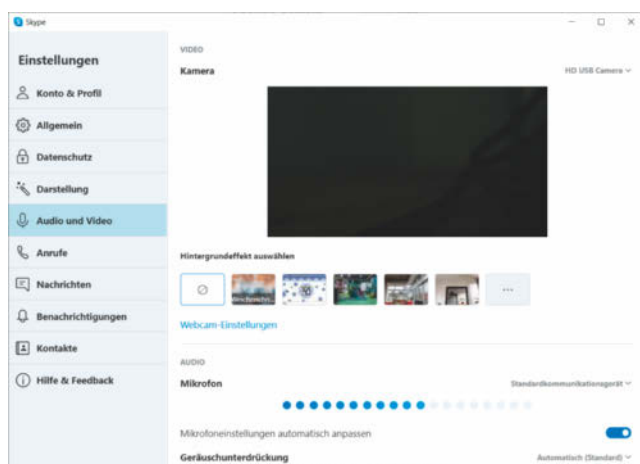 Skype
Einstellungen
Konto & Profil
Allgemein
Datenschutz
Darstellung
Audio und Video
Anrufe
Nachrichten
Benachrichtigungen
Kontakte
Hilfe & Feedback
VIDEO
Kamera
HD USB Camera
Hintergrundeffekt auswählen
Webcam-Einstellungen
AUDIO
Mikrofon
Standardkommunikationsgerät
Mikrofoneinstellungen automatisch anpassen
Geräuschunterdrückung
Automatisch (Standard)